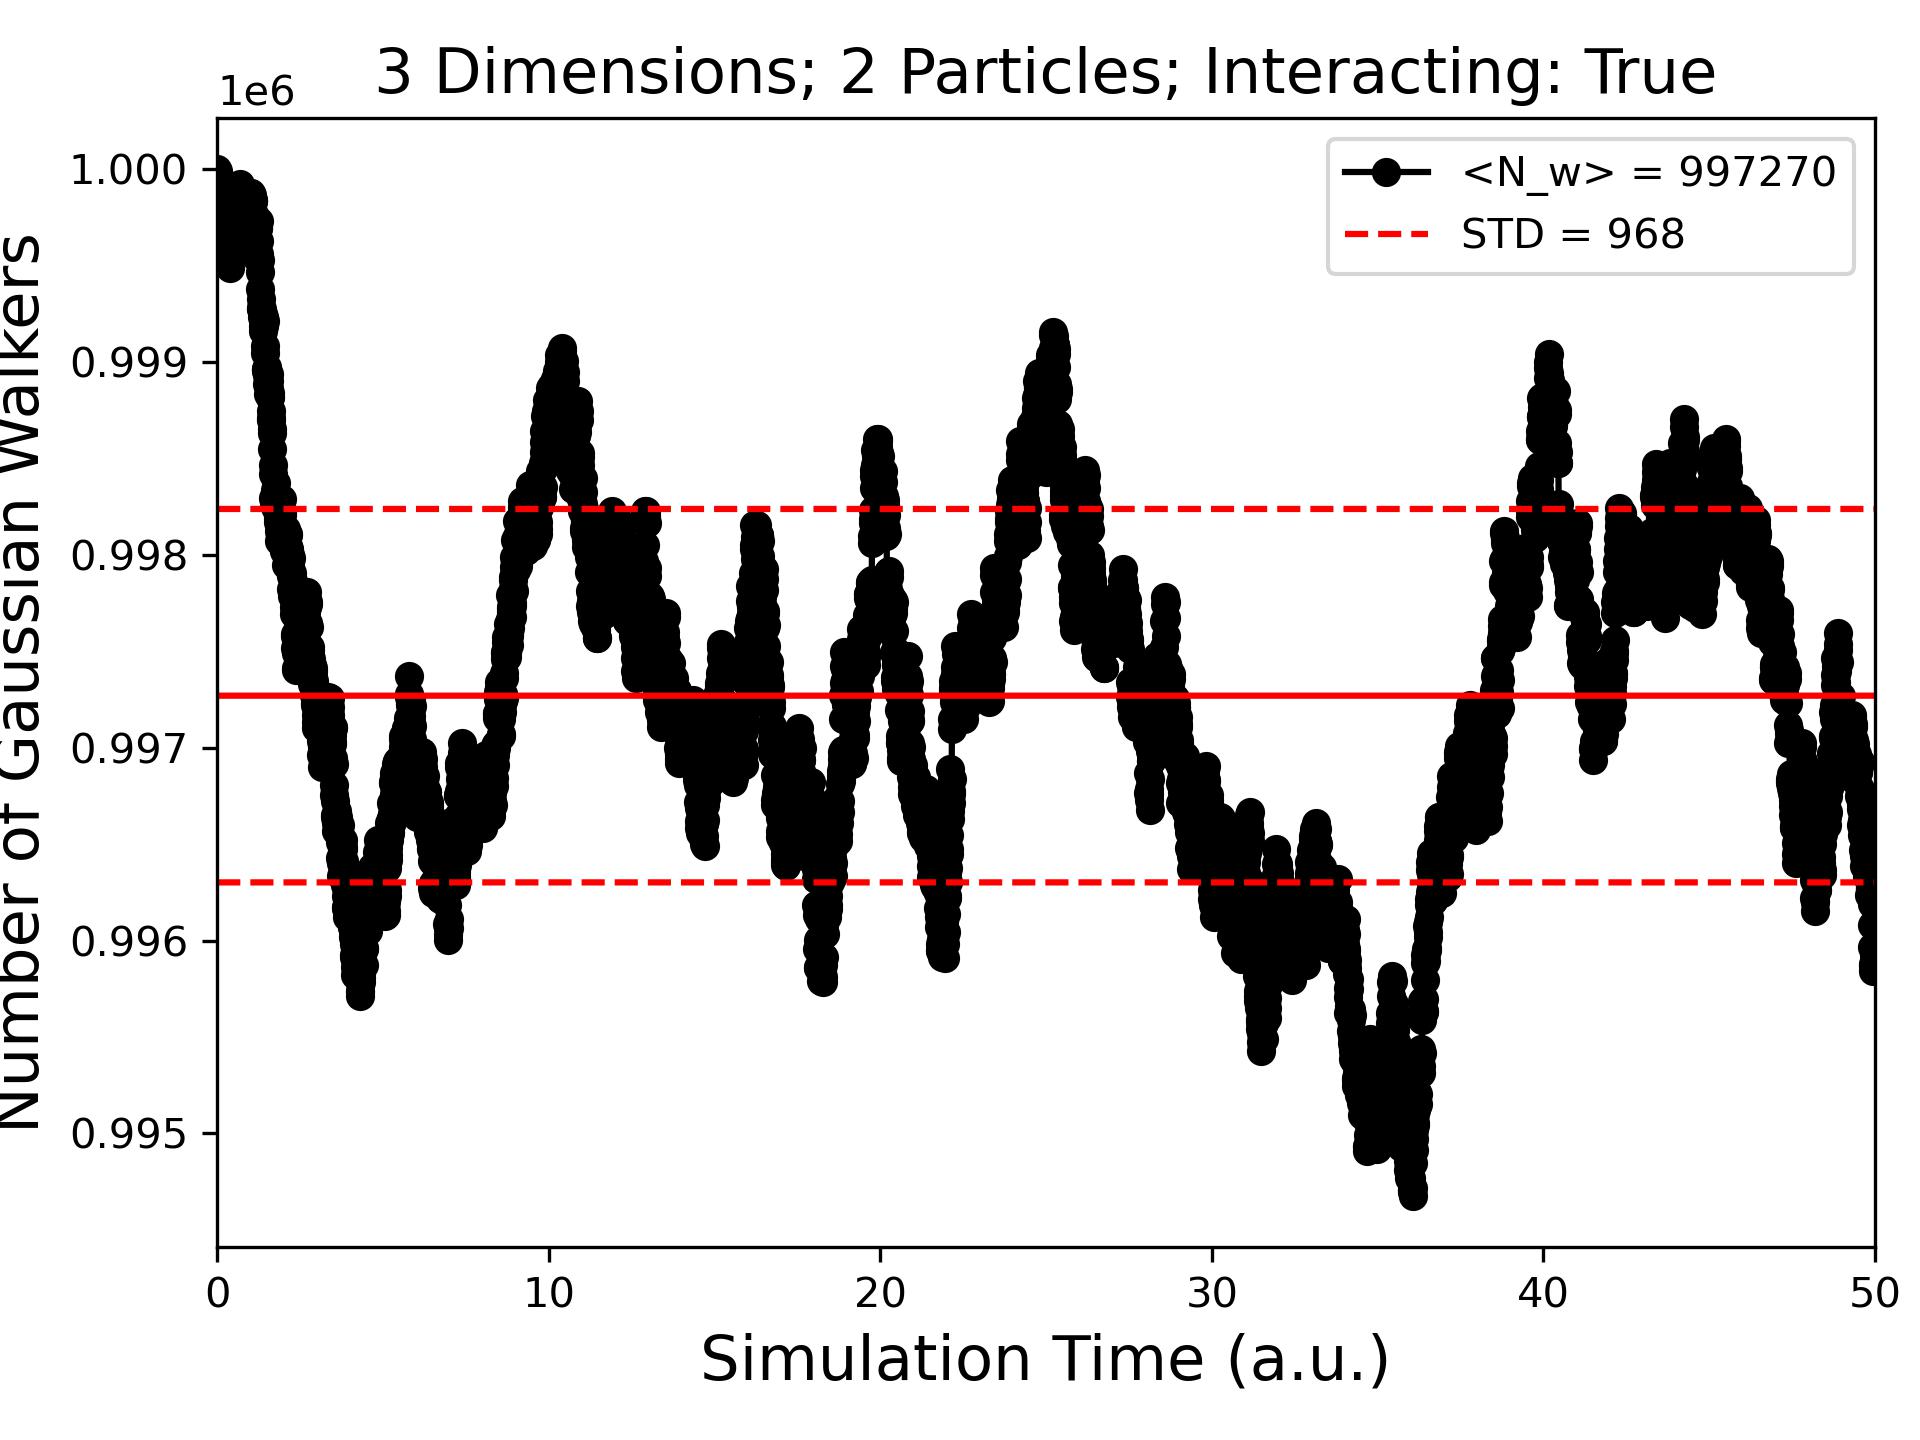 3 Dimensions; 2 Particles; Interacting: True
1e6
<N_w> = 997270
STD = 968
1.000
0.999
0.998
0.997
0.996
0.995
Number of Gaussian Walkers
0 10 20 30 40 50
Simulation Time (a.u.)